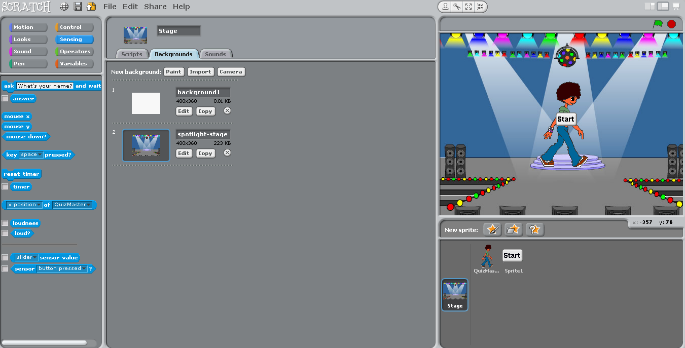 SCRATCH File Edit Share Help
Motion Control
Looks Sensing
Sound Operators
Pen Variables
ask What's your name? and wait
answer
mouse x
mouse y
mouse down?
key space pressed?
reset timer
timer
x position of QuizMaster
loudness
loud?
slider sensor value
sensor button pressed ?
Stage
Scripts Backgrounds Sounds
New background: Paint Import Camera
1 background1
480x360 0.01 KB
Edit Copy
2 spotlight-stage
480x360 223 KB
Edit Copy
Start
x: -257 y: 78
New sprite:
QuizMas... Sprite1
Start
Stage